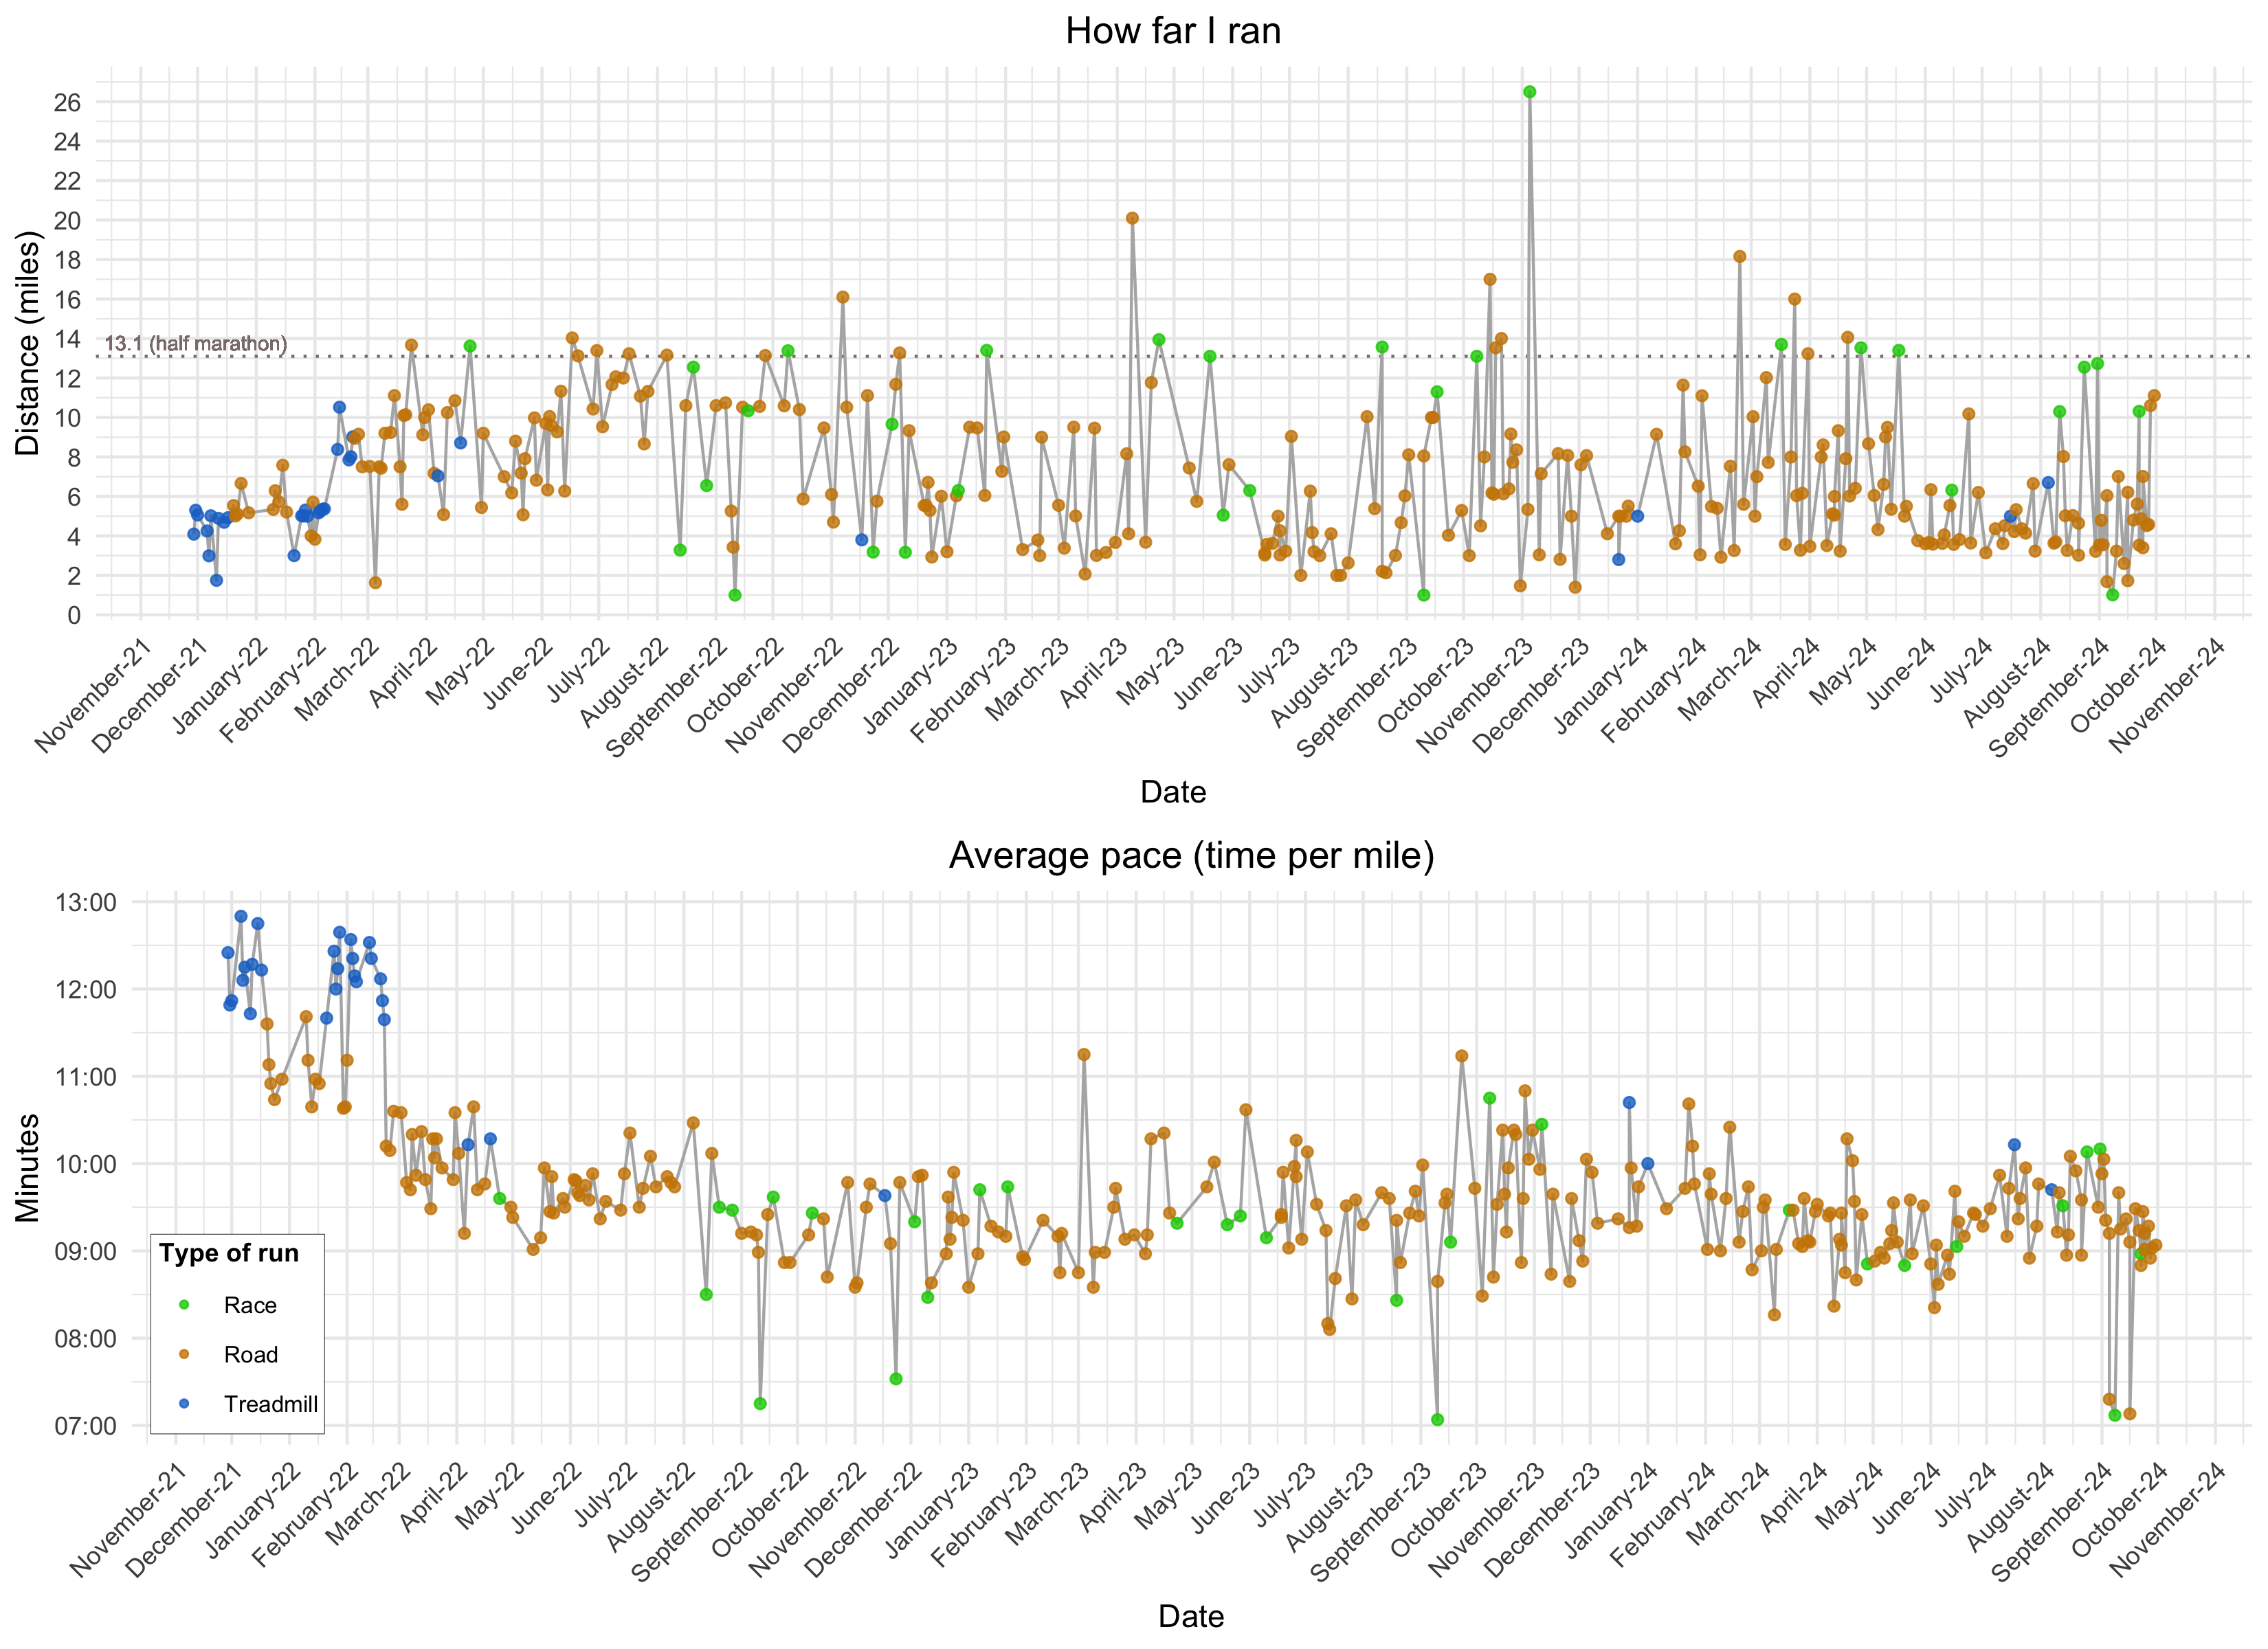 How far I ran
Distance (miles)
26
24
22
20
18
16
14
12
10
8
6
4
2
0
13.1 (half marathon)
November-21
December-21
January-22
February-22
March-22
April-22
May-22
June-22
July-22
August-22
September-22
October-22
November-22
December-22
January-23
February-23
March-23
April-23
May-23
June-23
July-23
August-23
September-23
October-23
November-23
December-23
January-24
February-24
March-24
April-24
May-24
June-24
July-24
August-24
September-24
October-24
November-24
Date
Average pace (time per mile)
Minutes
13:00
12:00
11:00
10:00
09:00
08:00
07:00
Type of run
Race
Road
Treadmill
November-21
December-21
January-22
February-22
March-22
April-22
May-22
June-22
July-22
August-22
September-22
October-22
November-22
December-22
January-23
February-23
March-23
April-23
May-23
June-23
July-23
August-23
September-23
October-23
November-23
December-23
January-24
February-24
March-24
April-24
May-24
June-24
July-24
August-24
September-24
October-24
November-24
Date